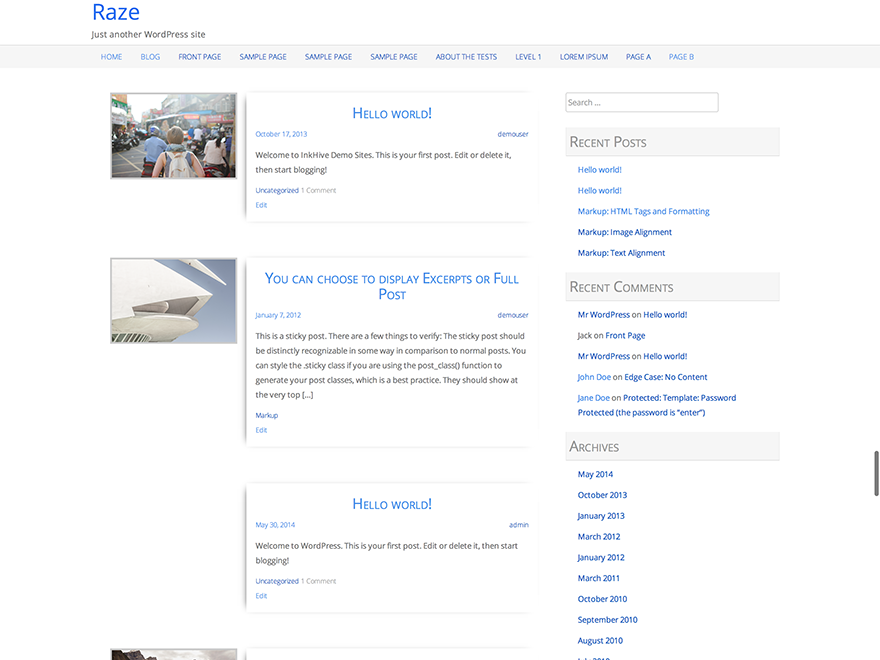 Raze
Just another WordPress site
HOME BLOG FRONT PAGE SAMPLE PAGE SAMPLE PAGE SAMPLE PAGE ABOUT THE TESTS LEVEL 1 LOREM IPSUM PAGE A PAGE B
Hello world!
October 17, 2013 demouser
Welcome to InkHive Demo Sites. This is your first post. Edit or delete it,
then start blogging!
Uncategorized 1 Comment
Edit
You can choose to display Excerpts or Full
Post
January 7, 2012 demouser
This is a sticky post. There are a few things to verify: The sticky post should
be distinctly recognizable in some way in comparison to normal posts. You
can style the .sticky class if you are using the post_class() function to
generate your post classes, which is a best practice. They should show at
the very top [...]
Markup
Edit
Hello world!
May 30, 2014 admin
Welcome to WordPress. This is your first post. Edit or delete it, then start
blogging!
Uncategorized 1 Comment
Edit
Search ...
Recent Posts
Hello world!
Hello world!
Markup: HTML Tags and Formatting
Markup: Image Alignment
Markup: Text Alignment
Recent Comments
Mr WordPress on Hello world!
Jack on Front Page
Mr WordPress on Hello world!
John Doe on Edge Case: No Content
Jane Doe on Protected: Template: Password
Protected (the password is "enter")
Archives
May 2014
October 2013
January 2013
March 2012
January 2012
March 2011
October 2010
September 2010
August 2010